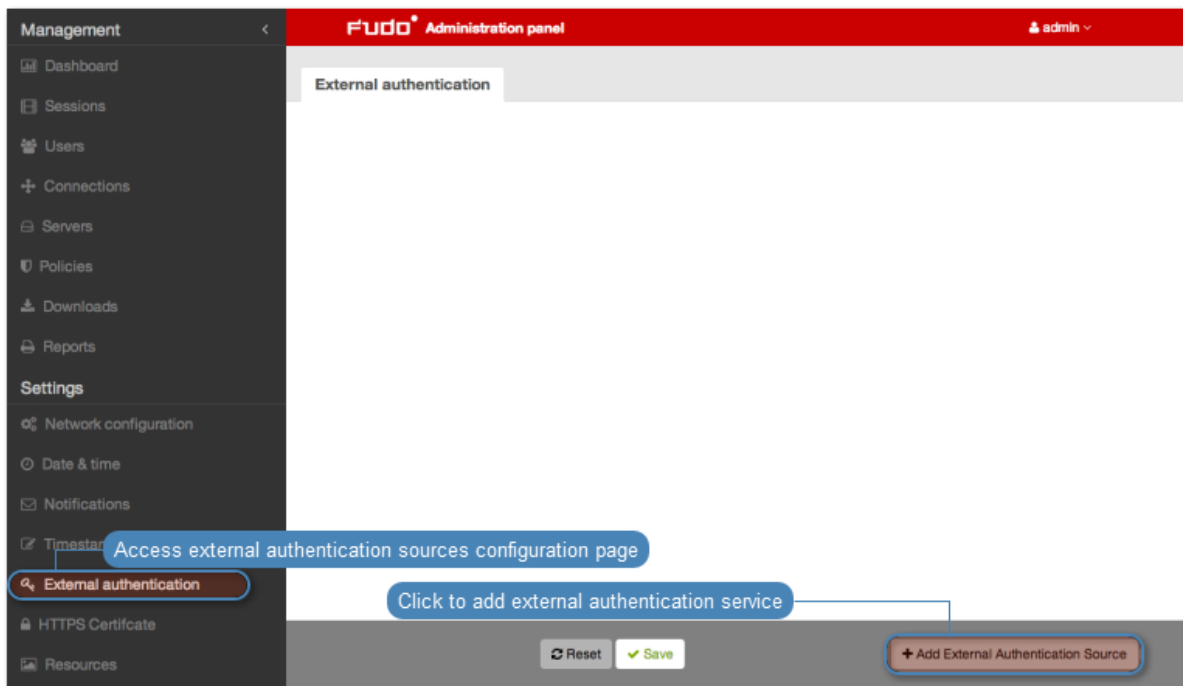 Management
FUDO Administration panel
admin
Dashboard
External authentication
Sessions
Users
Connections
Servers
Policies
Downloads
Reports
Settings
Network configuration
Date & time
Notifications
Timestam
Access external authentication sources configuration page
External authentication
Click to add external authentication service
HTTPS Certifcate
Reset
Save
+ Add External Authentication Source
Resources